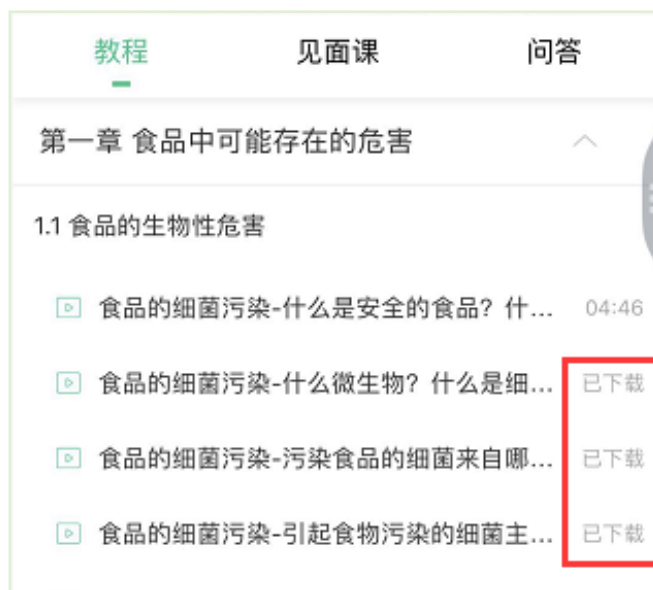 教程 见面课 问答
第一章 食品中可能存在的危害
1.1 食品的生物性危害
食品的细菌污染-什么是安全的食品？什... 04:46
食品的细菌污染-什么微生物？什么是细... 已下载
食品的细菌污染-污染食品的细菌来自哪... 已下载
食品的细菌污染-引起食物污染的细菌主... 已下载